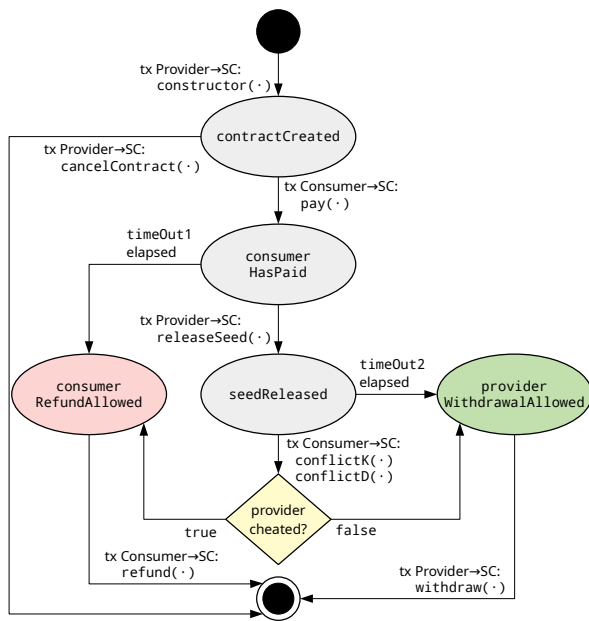 tx Provider→SC:
constructor(·)
contractCreated
tx Provider→SC:
cancelContract(·)
tx Consumer→SC:
pay(·)
timeOut1
elapsed
consumer
HasPaid
tx Provider→SC:
releaseSeed(·)
consumer
RefundAllowed
seedReleased
timeOut2
elapsed
provider
WithdrawalAllowed
tx Consumer→SC:
conflictK(·)
conflictD(·)
provider
cheated?
true
false
tx Consumer→SC:
refund(·)
tx Provider→SC:
withdraw(·)